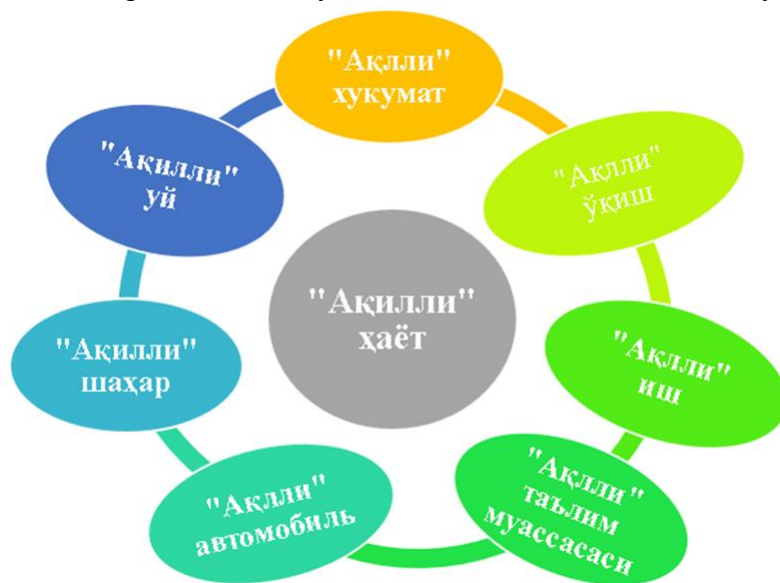 "Ақлли"
хукумат
"Ақлли"
ўқиш
"Ақлли"
иш
"Ақлли"
таълим
муассасаси
"Ақлли"
автомобиль
"Ақилли"
шаҳар
"Ақилли"
уй
"Ақилли"
ҳаёт